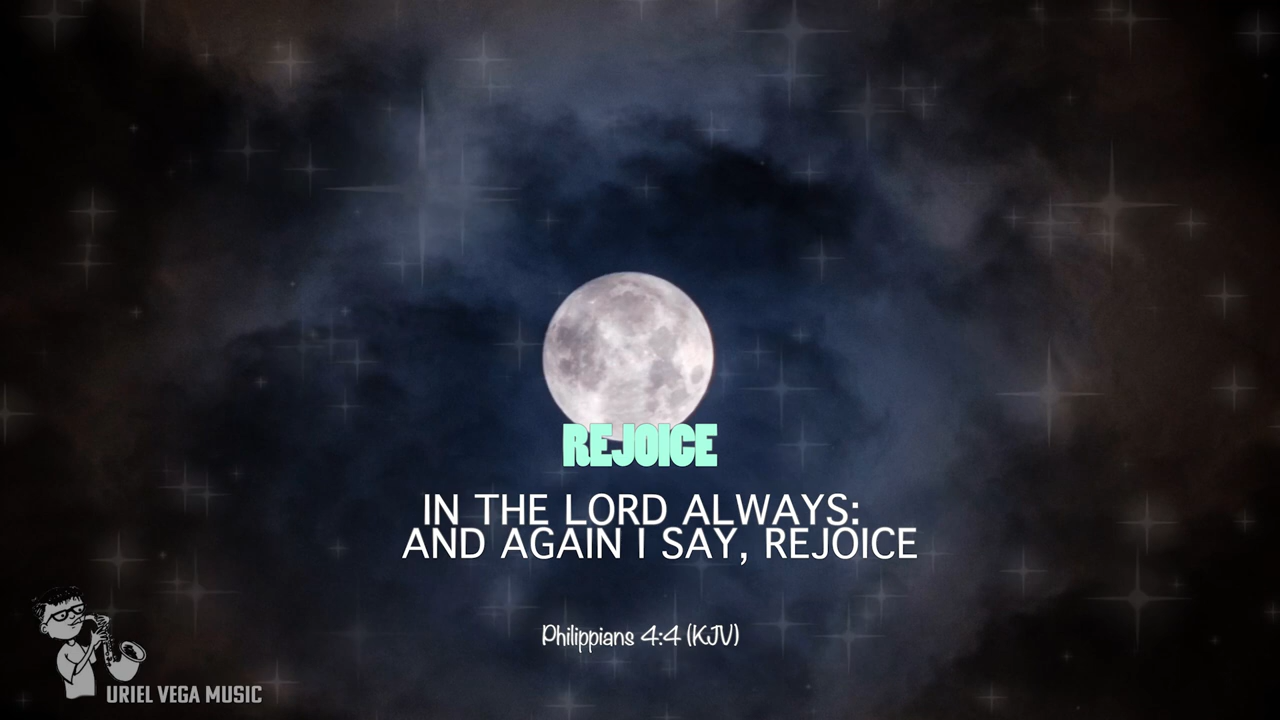 REJOICE
IN THE LORD ALWAYS:
AND AGAIN I SAY, REJOICE
Philippians 4:4 (KJV)
URIEL VEGA MUSIC